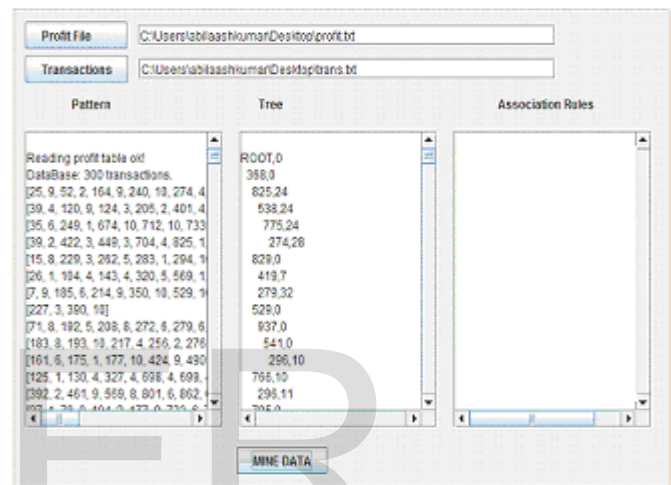 Profit File
C:\Users\abilaashkumar\Desktop\profit.txt
Transactions
C:\Users\abilaashkumar\Desktop\trans.txt
Pattern
Tree
Association Rules
Reading profit table ok!
DataBase: 300 transactions.
[25, 9, 52, 2, 164, 9, 240, 10, 274, 4,
[39, 4, 120, 9, 124, 3, 205, 2, 401, 4
[35, 6, 249, 1, 674, 10, 712, 10, 733
[39, 2, 422, 3, 449, 3, 704, 4, 825, 1,
[15, 8, 229, 3, 262, 5, 283, 1, 294, 1
[26, 1, 104, 4, 143, 4, 320, 5, 569, 1,
[7, 9, 185, 6, 214, 9, 350, 10, 529, 1
[227, 3, 390, 10]
[71, 8, 192, 5, 208, 8, 272, 6, 279, 6,
[183, 8, 193, 10, 217, 4, 256, 2, 276
[161, 6, 175, 1, 177, 10, 424, 9, 490
[125, 1, 130, 4, 327, 4, 698, 4, 699,
[392, 2, 461, 9, 569, 8, 801, 6, 862,
ROOT,0
368,0
825,24
538,24
775,24
274,28
829,0
419,7
279,32
529,0
937,0
541,0
296,10
766,10
296,11
MINE DATA
FR